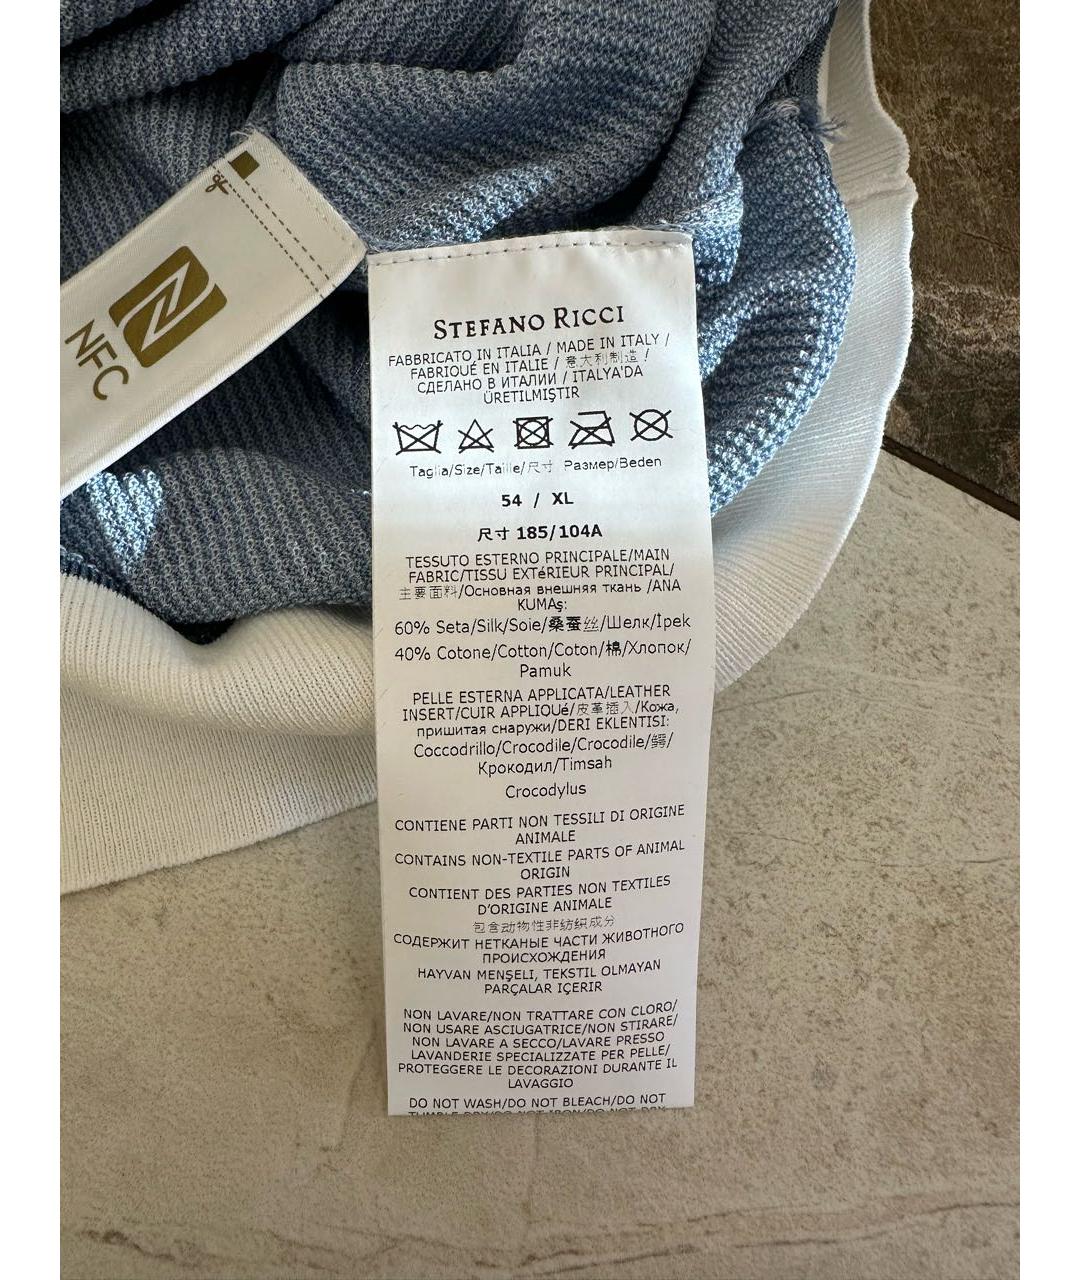 NFC
STEFANO RICCI
FABBRICATO IN ITALIA / MADE IN ITALY /
FABRIQUÉ EN ITALIE / 意大利制造 /
СДЕЛАНО В ИТАЛИИ / ITALYA'DA
ÜRETILMIŞTIR
Taglia/Size/Taille/尺寸 Размер/Beden
54 / XL
尺寸 185/104A
TESSUTO ESTERNO PRINCIPALE/MAIN
FABRIC/TISSU EXTéRIEUR PRINCIPAL/
主要面料/Основная внешняя ткань /ANA
KUMAş:
60% Seta/Silk/Soie/桑蚕丝/Шелк/İpek
40% Cotone/Cotton/Coton/棉/Хлопок/
Pamuk
PELLE ESTERNA APPLICATA/LEATHER
INSERT/CUIR APPLIQUé/皮革插入/Кожа,
пришитая снаружи/DERI EKLENTISI:
Coccodrillo/Crocodile/Crocodile/鳄/
Крокодил/Timsah
Crocodylus
CONTIENE PARTI NON TESSILI DI ORIGINE
ANIMALE
CONTAINS NON-TEXTILE PARTS OF ANIMAL
ORIGIN
CONTIENT DES PARTIES NON TEXTILES
D'ORIGINE ANIMALE
包含动物性非纺织成分
СОДЕРЖИТ НЕТКАНЫЕ ЧАСТИ ЖИВОТНОГО
ПРОИСХОЖДЕНИЯ
HAYVAN MENŞELI, TEKSTIL OLMAYAN
PARÇALAR IÇERIR
NON LAVARE/NON TRATTARE CON CLORO/
NON USARE ASCIUGATRICE/NON STIRARE/
NON LAVARE A SECCO/LAVARE PRESSO
LAVANDERIE SPECIALIZZATE PER PELLE/
PROTEGGERE LE DECORAZIONI DURANTE IL
LAVAGGIO
DO NOT WASH/DO NOT BLEACH/DO NOT
TUMBLE DRY/DO NOT IRON/DO NOT DRY